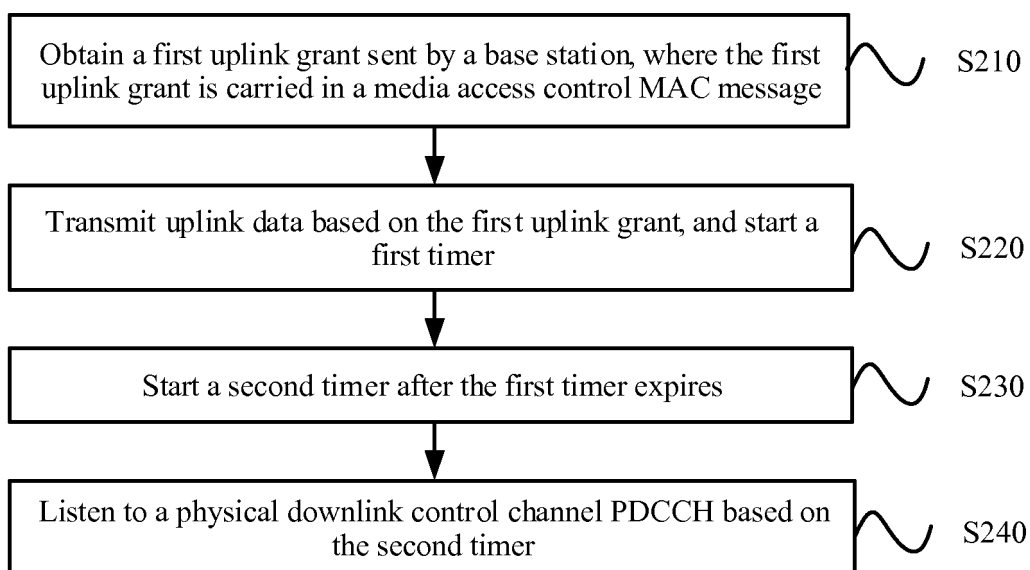 Obtain a first uplink grant sent by a base station, where the first
uplink grant is carried in a media access control MAC message
S210
Transmit uplink data based on the first uplink grant, and start a
first timer
S220
Start a second timer after the first timer expires
S230
Listen to a physical downlink control channel PDCCH based on
the second timer
S240